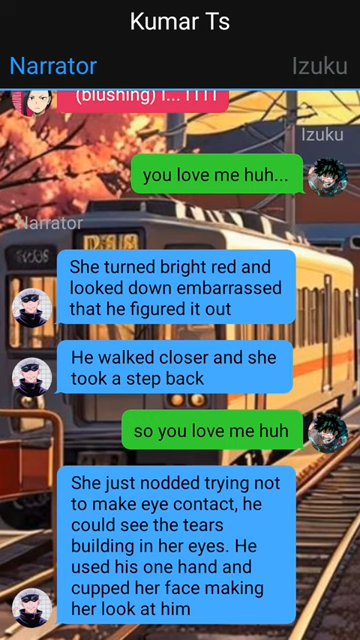 Kumar Ts
Narrator
Izuku
(blushing) I...
Izuku
you love me huh...
Narrator
She turned bright red and
looked down embarrassed
that he figured it out
He walked closer and she
took a step back
so you love me huh
She just nodded trying not
to make eye contact, he
could see the tears
building in her eyes. He
used his one hand and
cupped her face making
her look at him